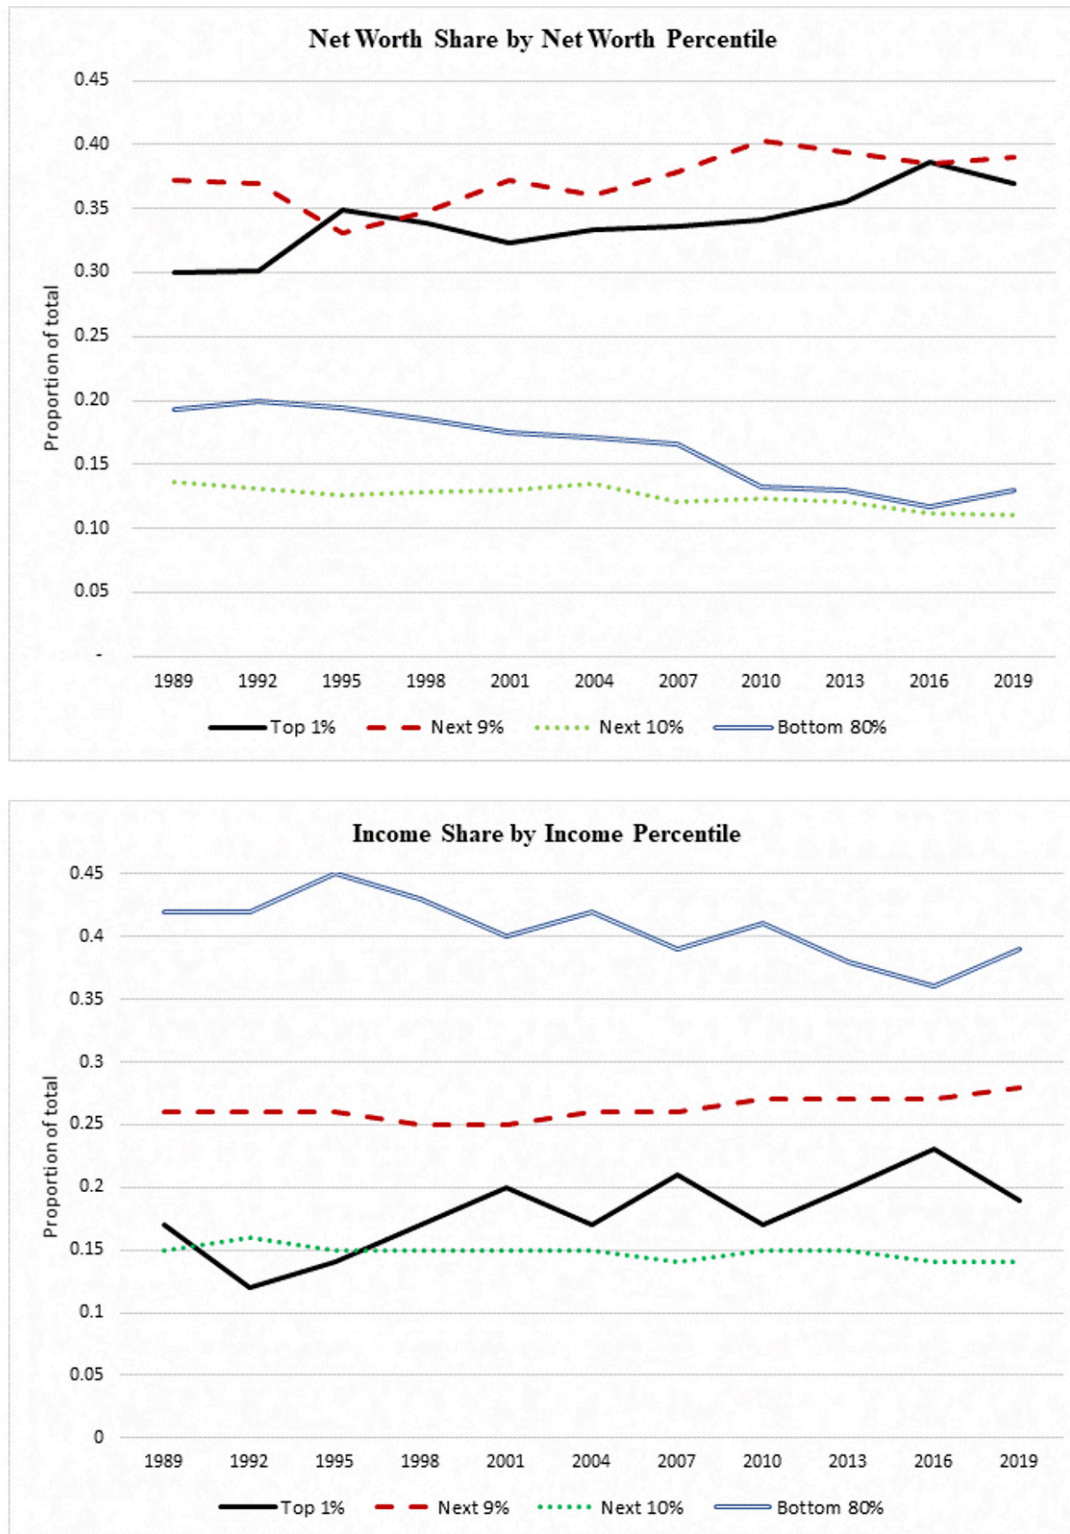 Net Worth Share by Net Worth Percentile
0.45
0.40
0.35
0.30
0.25
0.20
0.15
0.10
0.05
-
Proportion of total
1989 1992 1995 1998 2001 2004 2007 2010 2013 2016 2019
Top 1% Next 9% Next 10% Bottom 80%
Income Share by Income Percentile
0.45
0.4
0.35
0.3
0.25
0.2
0.15
0.1
0.05
0
Proportion of total
1989 1992 1995 1998 2001 2004 2007 2010 2013 2016 2019
Top 1% Next 9% Next 10% Bottom 80%